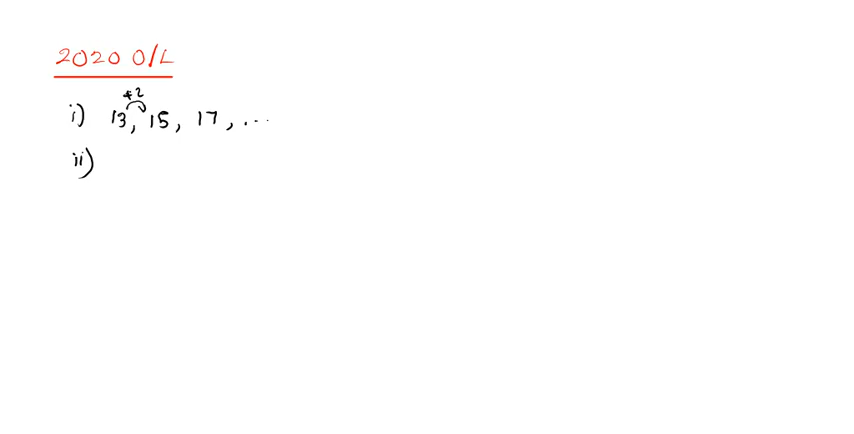 2020 O/L
+2
i) 13, 15, 17, ...
ii)